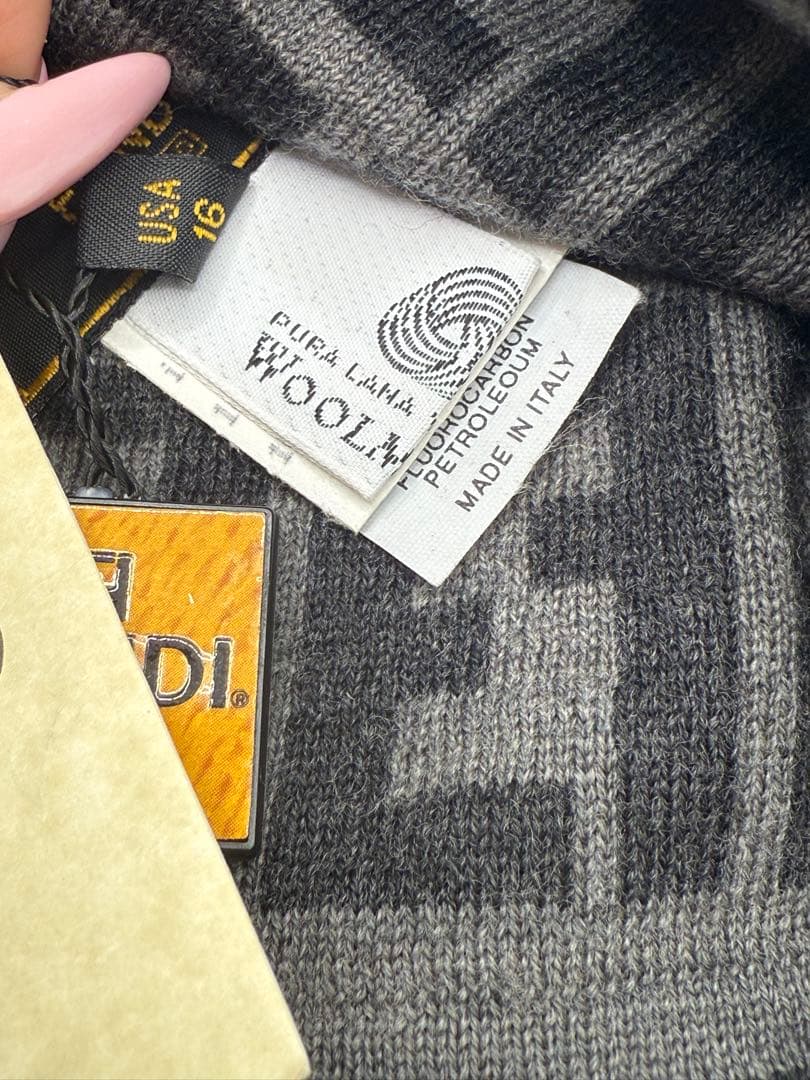 USA
16
PURA LANA
WOOL
FLUOROCARBON
PETROLEOUM
MADE IN ITALY
DI®